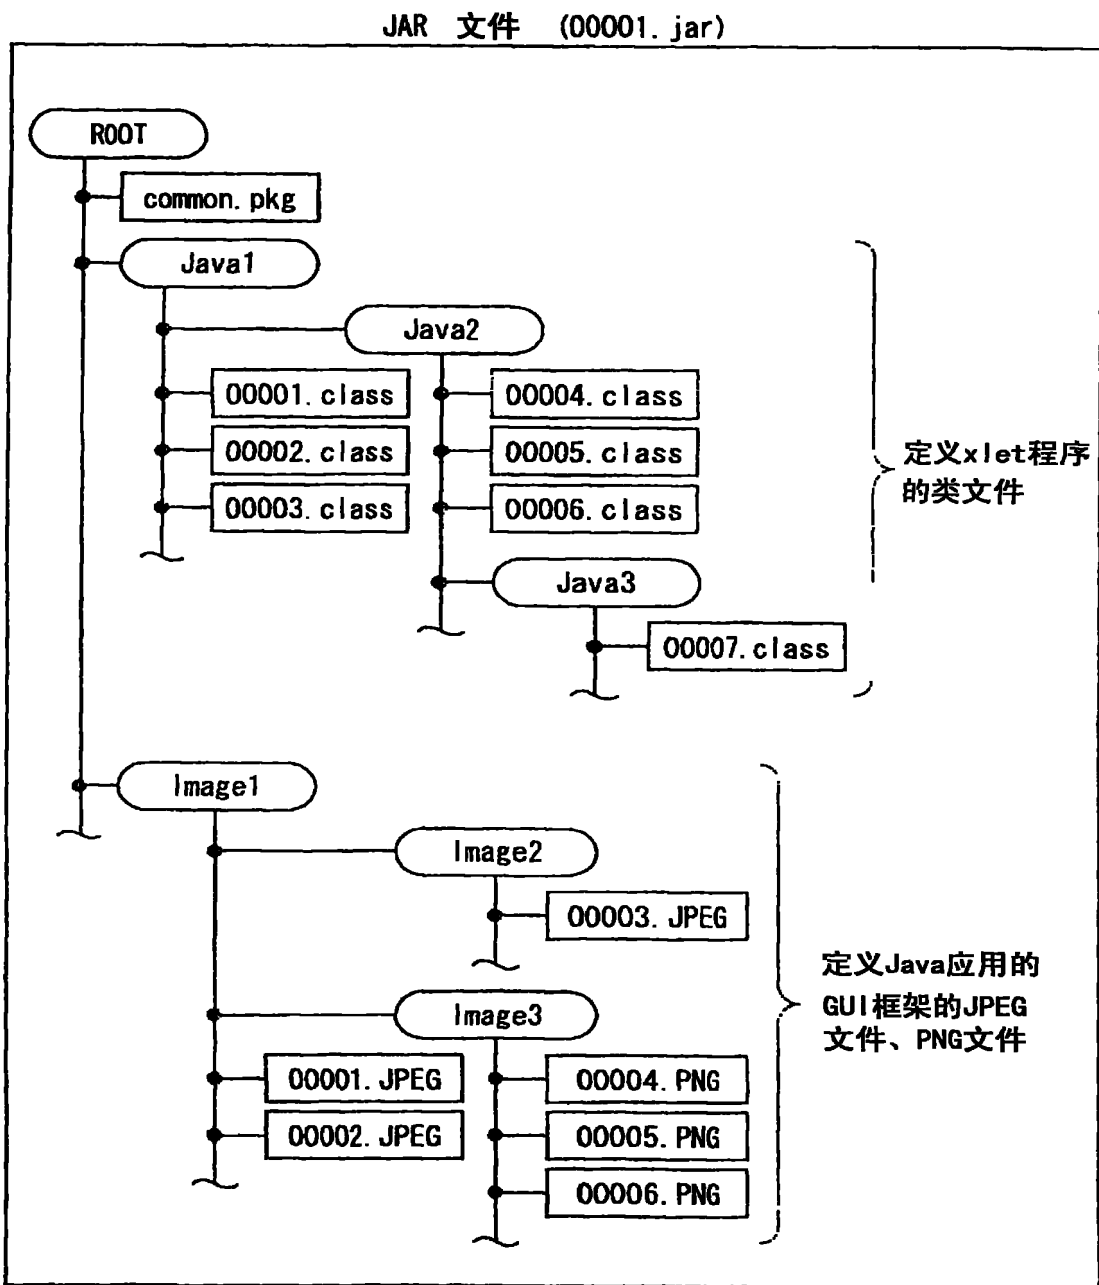 JAR 文件 (00001.jar)
ROOT
common.pkg
Java1
Java2
00001.class
00004.class
00002.class
00005.class
00003.class
00006.class
Java3
00007.class
定义xlet程序
的类文件
Image1
Image2
00003.JPEG
Image3
00001.JPEG
00004.PNG
00002.JPEG
00005.PNG
00006.PNG
定义Java应用的
GUI框架的JPEG
文件、PNG文件